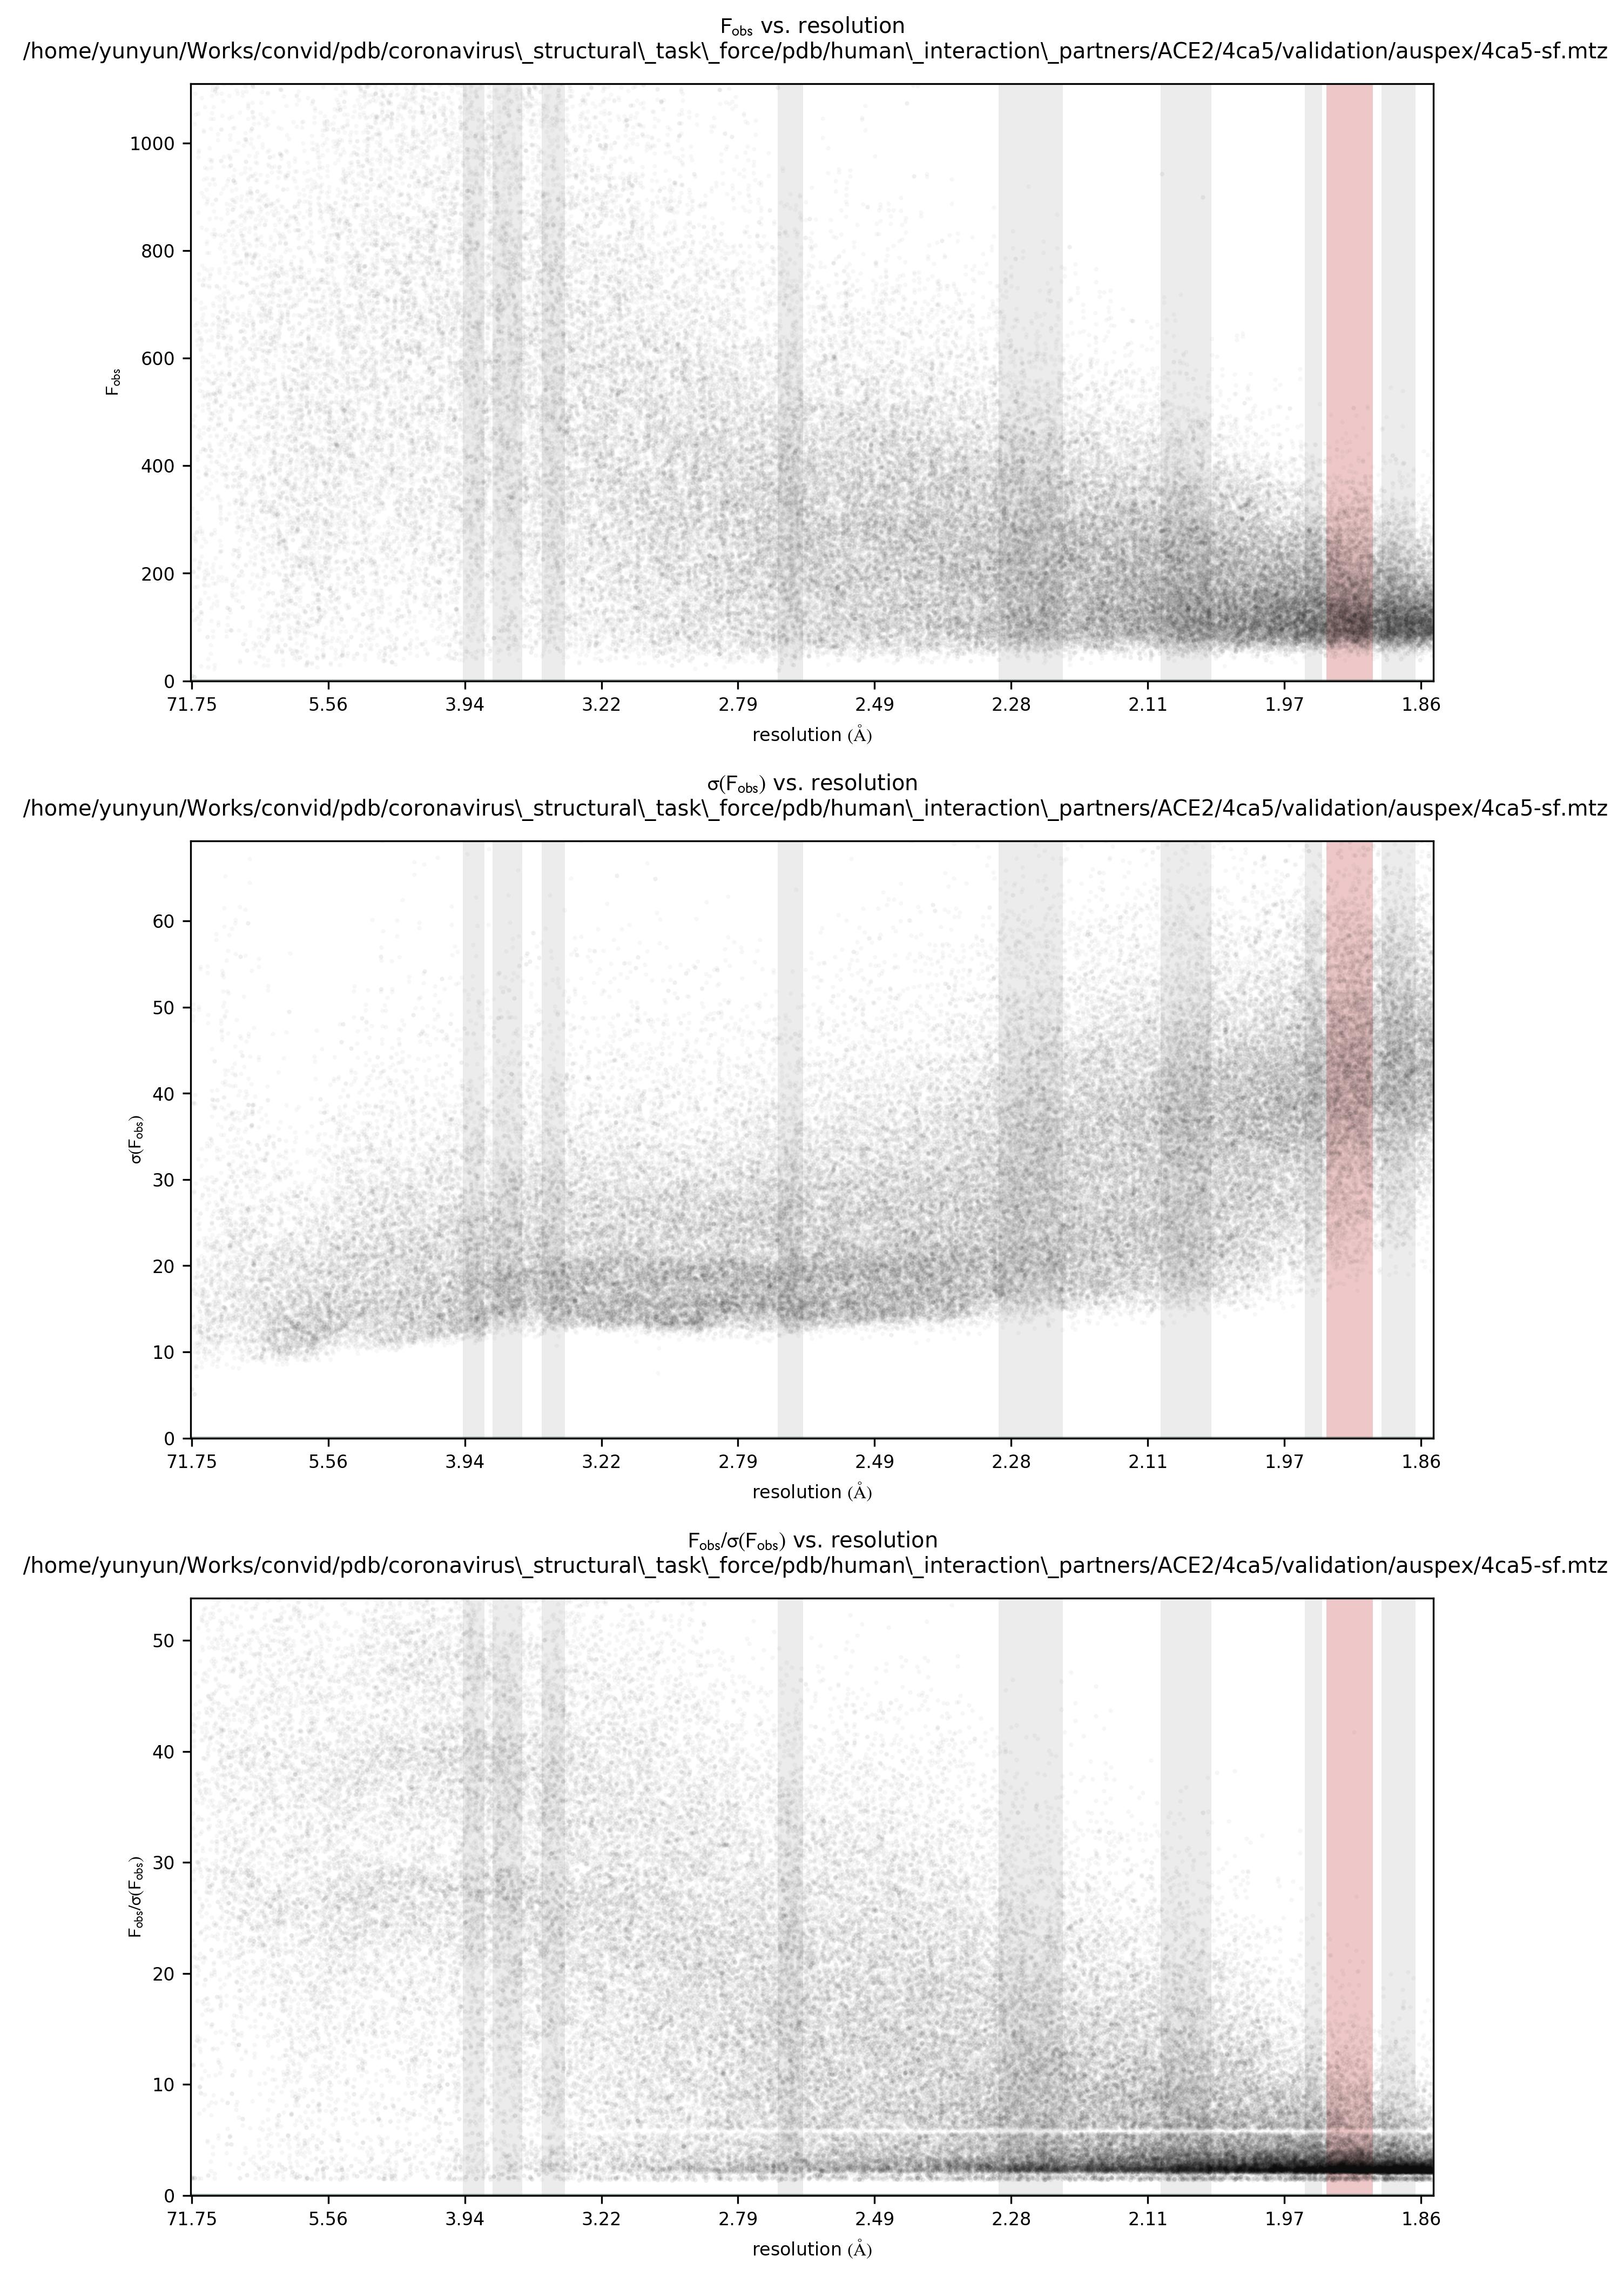 Fobs vs. resolution
/home/yunyun/Works/convid/pdb/coronavirus\_structural\_task\_force/pdb/human\_interaction\_partners/ACE2/4ca5/validation/auspex/4ca5-sf.mtz
1000
800
600
400
200
0
Fobs
71.75 5.56 3.94 3.22 2.79 2.49 2.28 2.11 1.97 1.86
resolution (Å)
σ(Fobs) vs. resolution
/home/yunyun/Works/convid/pdb/coronavirus\_structural\_task\_force/pdb/human\_interaction\_partners/ACE2/4ca5/validation/auspex/4ca5-sf.mtz
60
50
40
30
20
10
0
σ(Fobs)
71.75 5.56 3.94 3.22 2.79 2.49 2.28 2.11 1.97 1.86
resolution (Å)
Fobs/σ(Fobs) vs. resolution
/home/yunyun/Works/convid/pdb/coronavirus\_structural\_task\_force/pdb/human\_interaction\_partners/ACE2/4ca5/validation/auspex/4ca5-sf.mtz
50
40
30
20
10
0
Fobs/σ(Fobs)
71.75 5.56 3.94 3.22 2.79 2.49 2.28 2.11 1.97 1.86
resolution (Å)